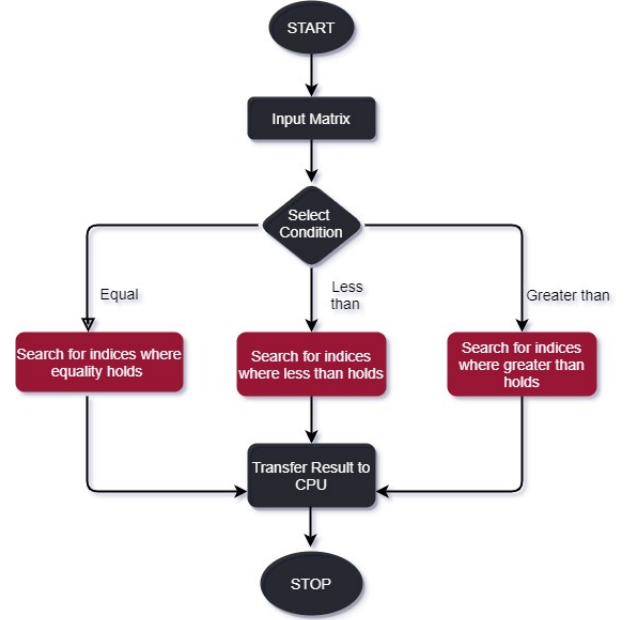 START
Input Matrix
Select
Condition
Equal
Less
than
Greater than
Search for indices where
equality holds
Search for indices
where less than holds
Search for indices
where greater than
holds
Transfer Result to
CPU
STOP